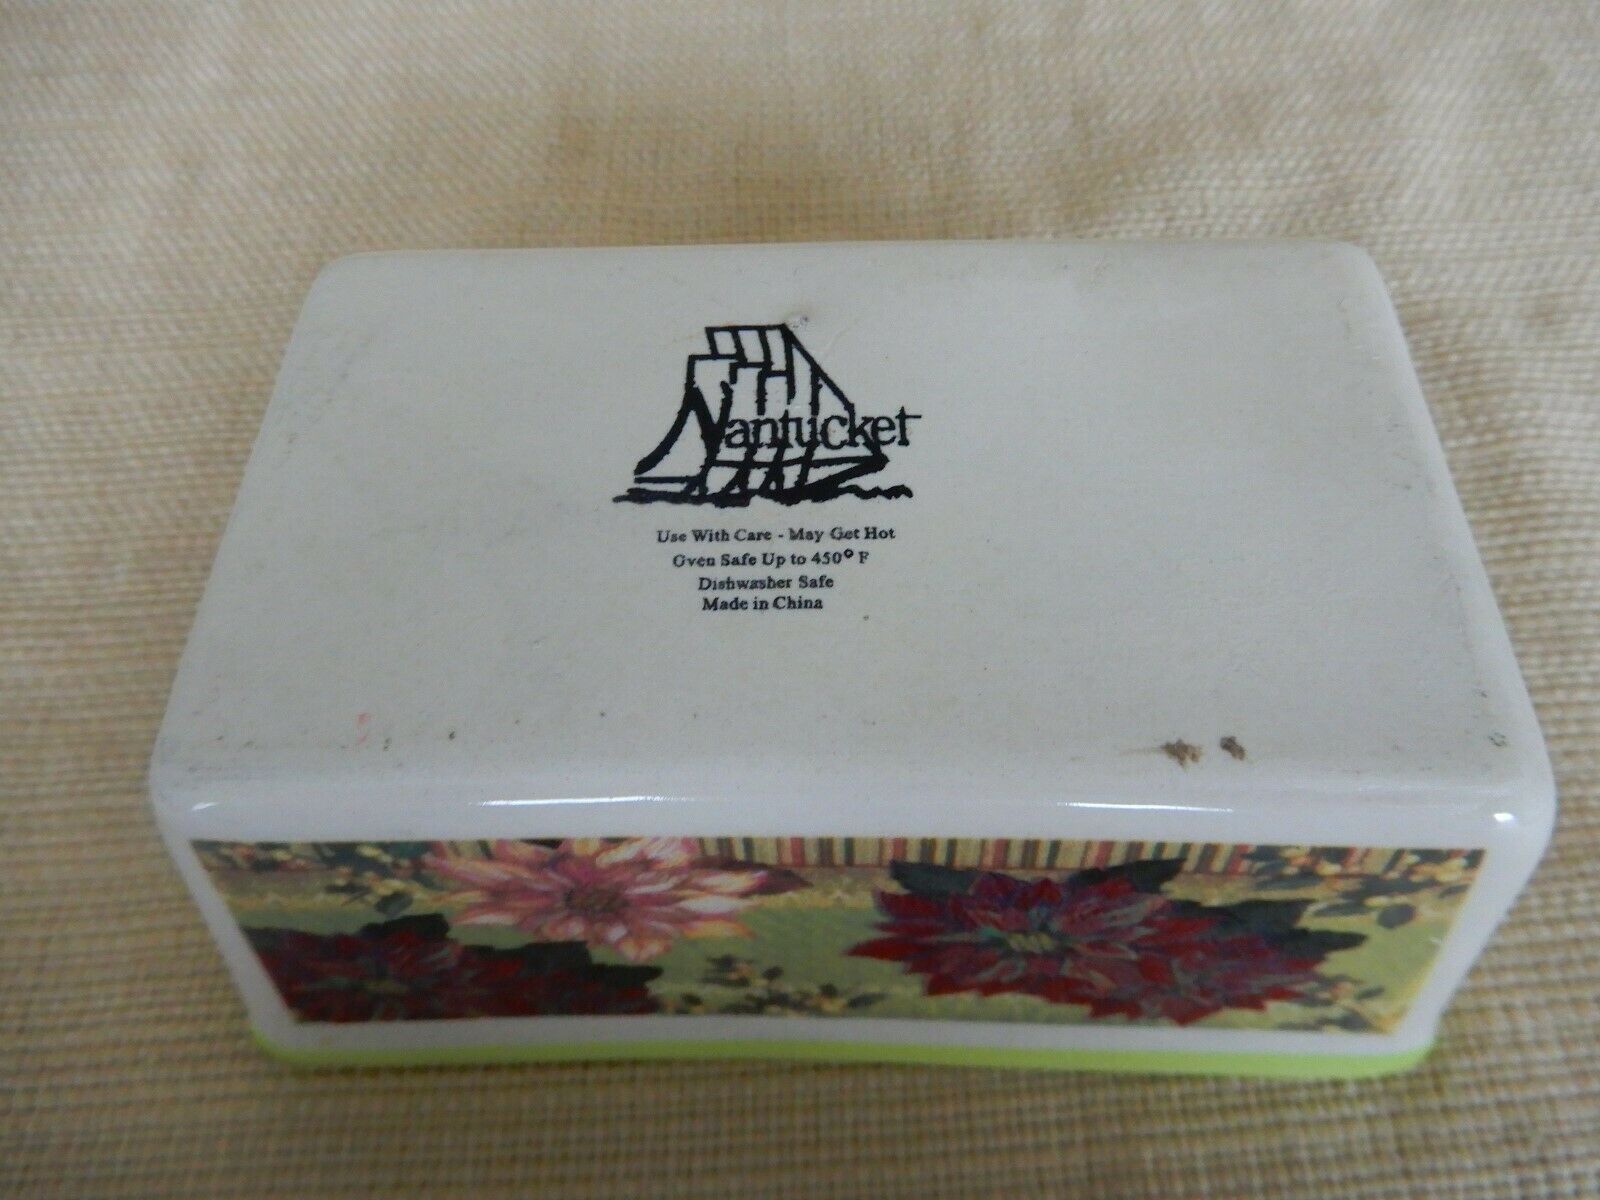 Nantucket
Use With Care - May Get Hot
Oven Safe Up to 450° F
Dishwasher Safe
Made in China